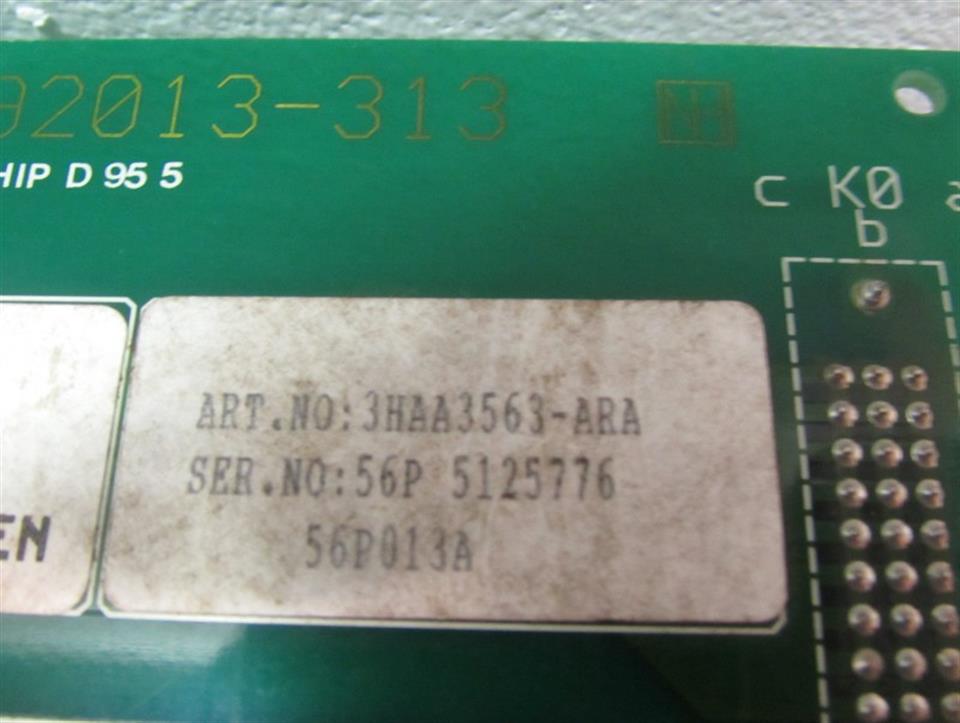 92013-313
HIP D 95 5
c K0 a
b
ART.NO:3HAA3563-ARA
SER.NO:56P 5125776
56P013A
EN